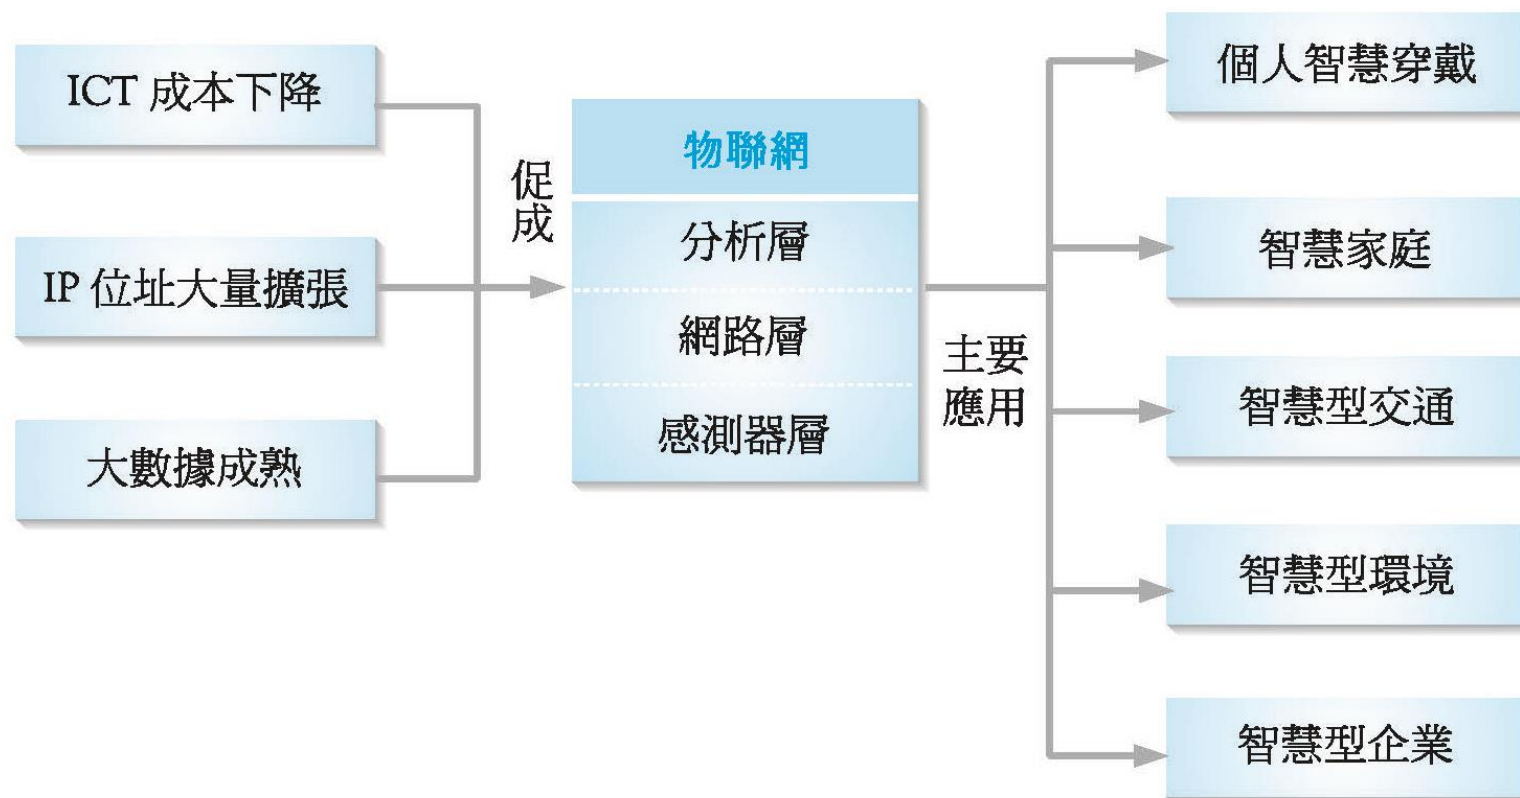 ICT 成本下降
IP 位址大量擴張
大數據成熟
促成
物聯網
分析層
網路層
感測器層
主要
應用
個人智慧穿戴
智慧家庭
智慧型交通
智慧型環境
智慧型企業